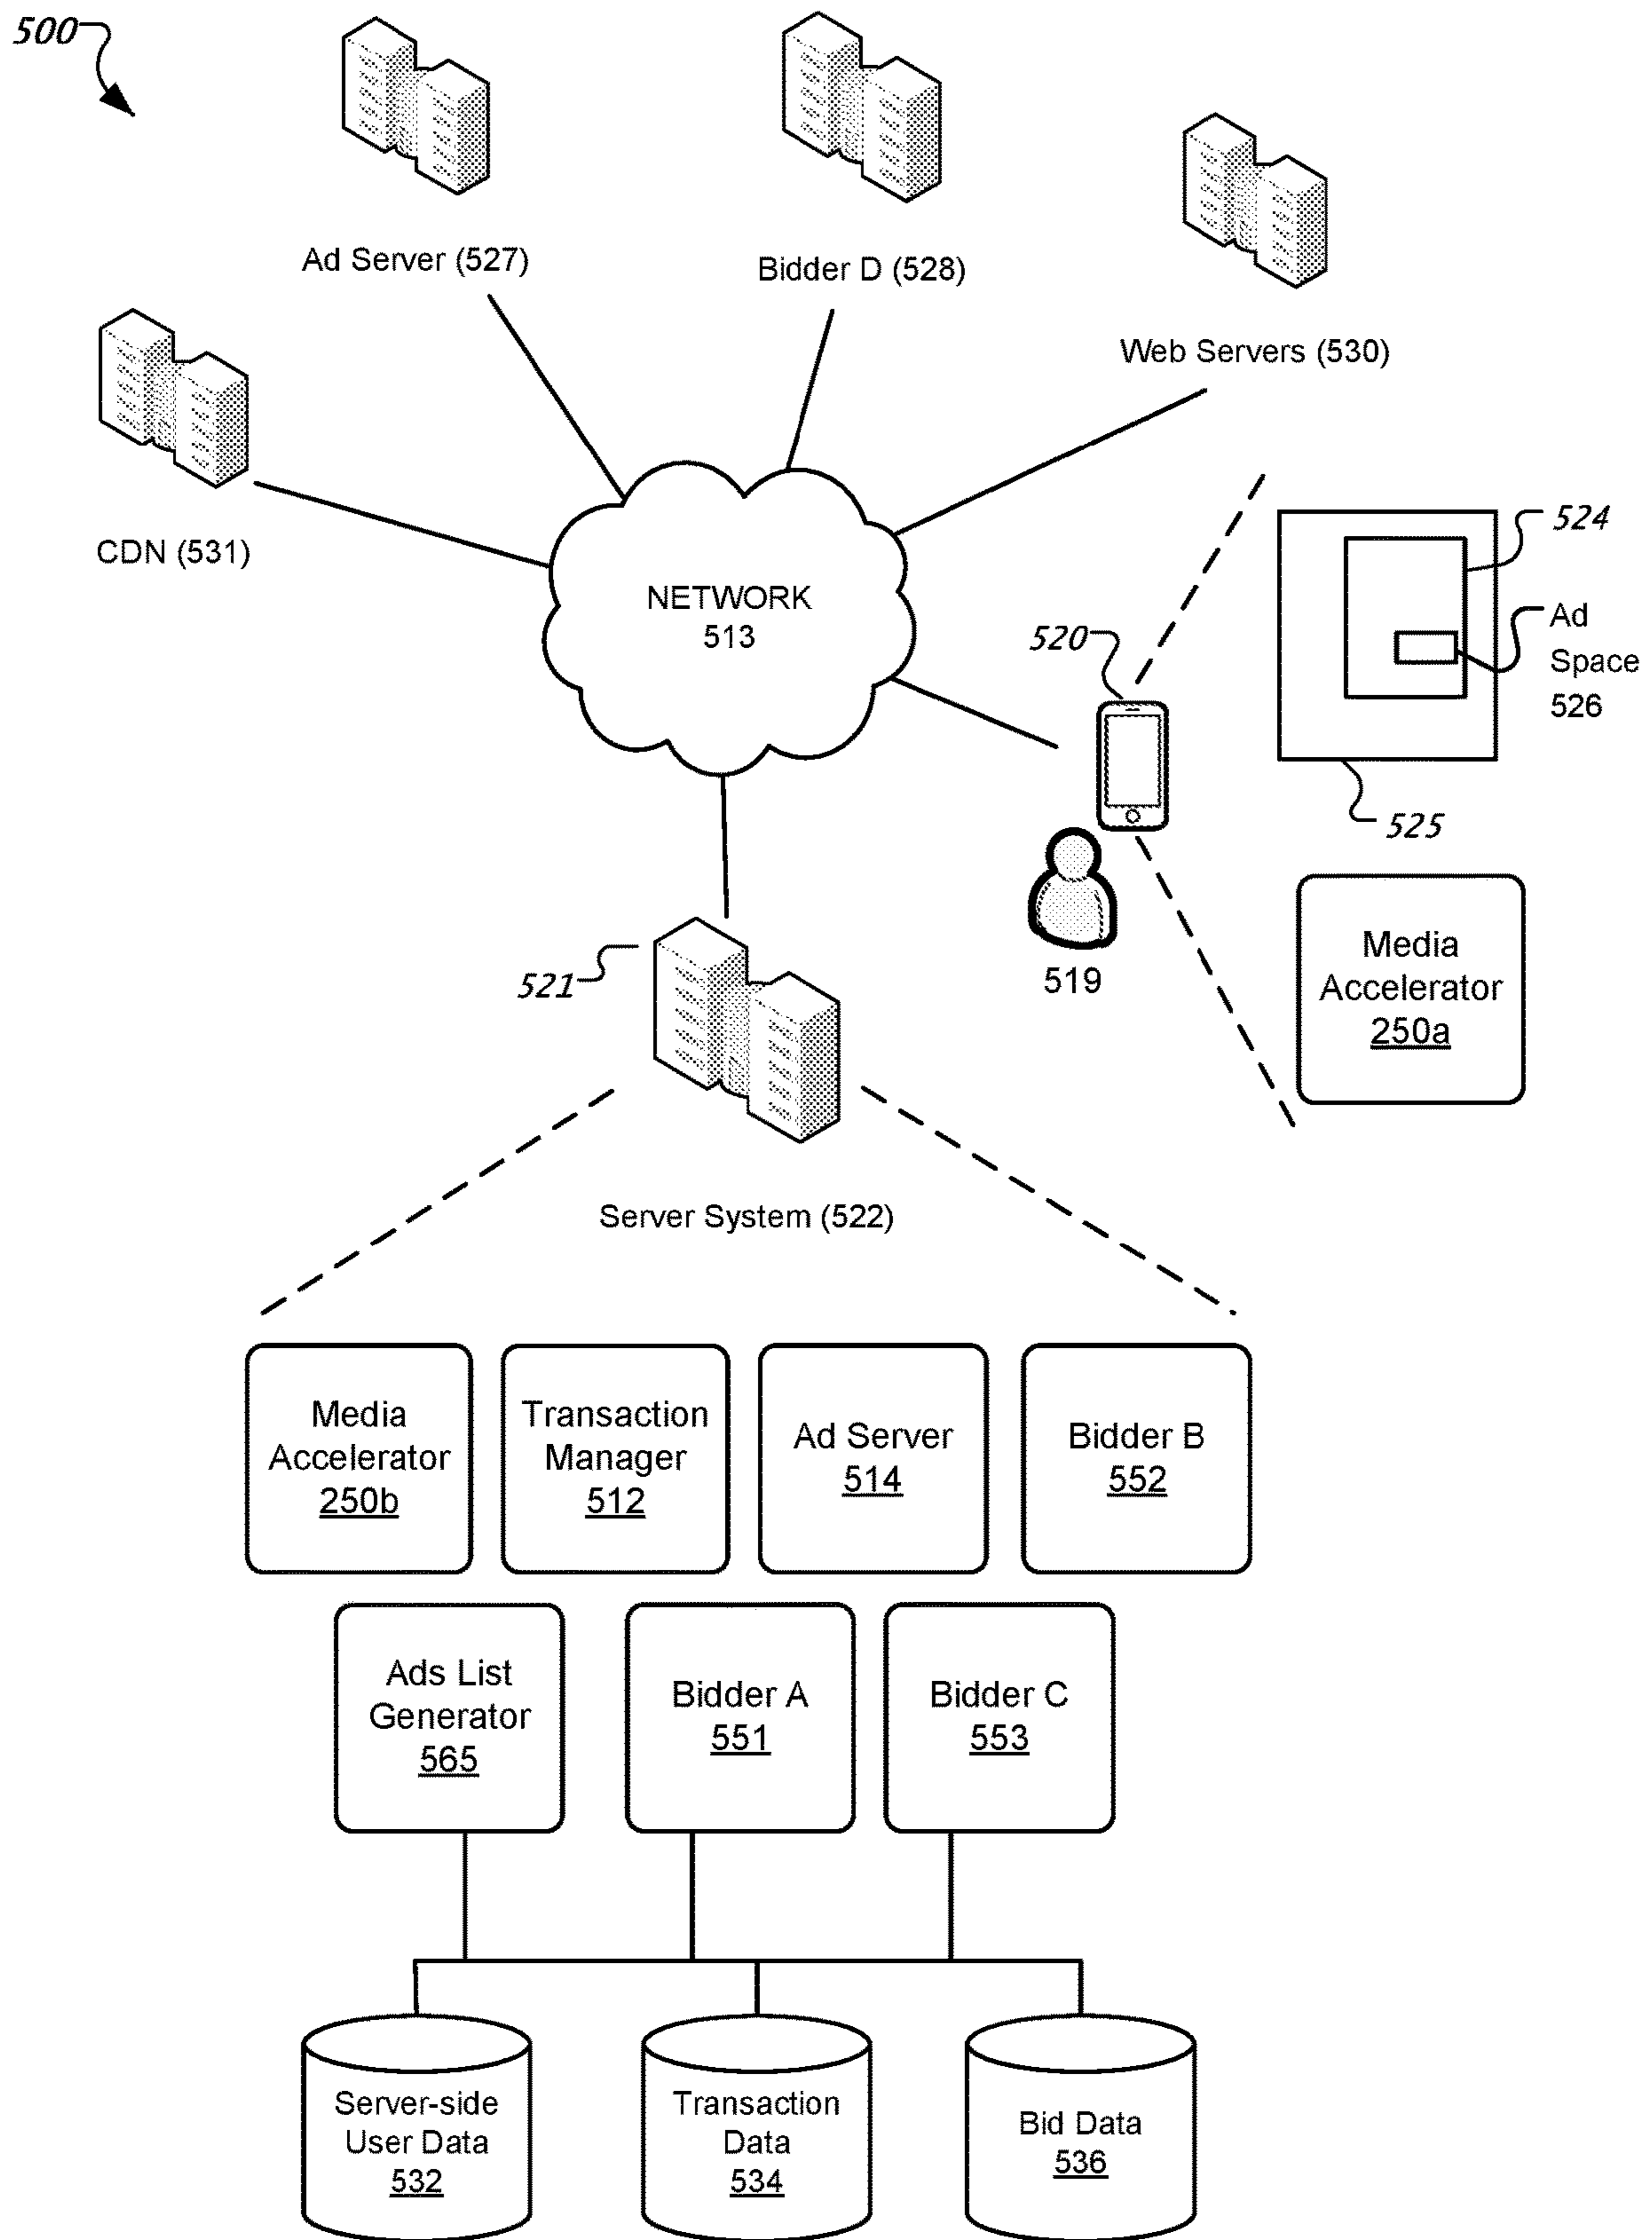 500
Ad Server (527)
Bidder D (528)
Web Servers (530)
CDN (531)
NETWORK
513
520
524
Ad
Space
526
525
519
Media
Accelerator
250a
521
Server System (522)
Media
Accelerator
250b
Transaction
Manager
512
Ad Server
514
Bidder B
552
Ads List
Generator
565
Bidder A
551
Bidder C
553
Server-side
User Data
532
Transaction
Data
534
Bid Data
536